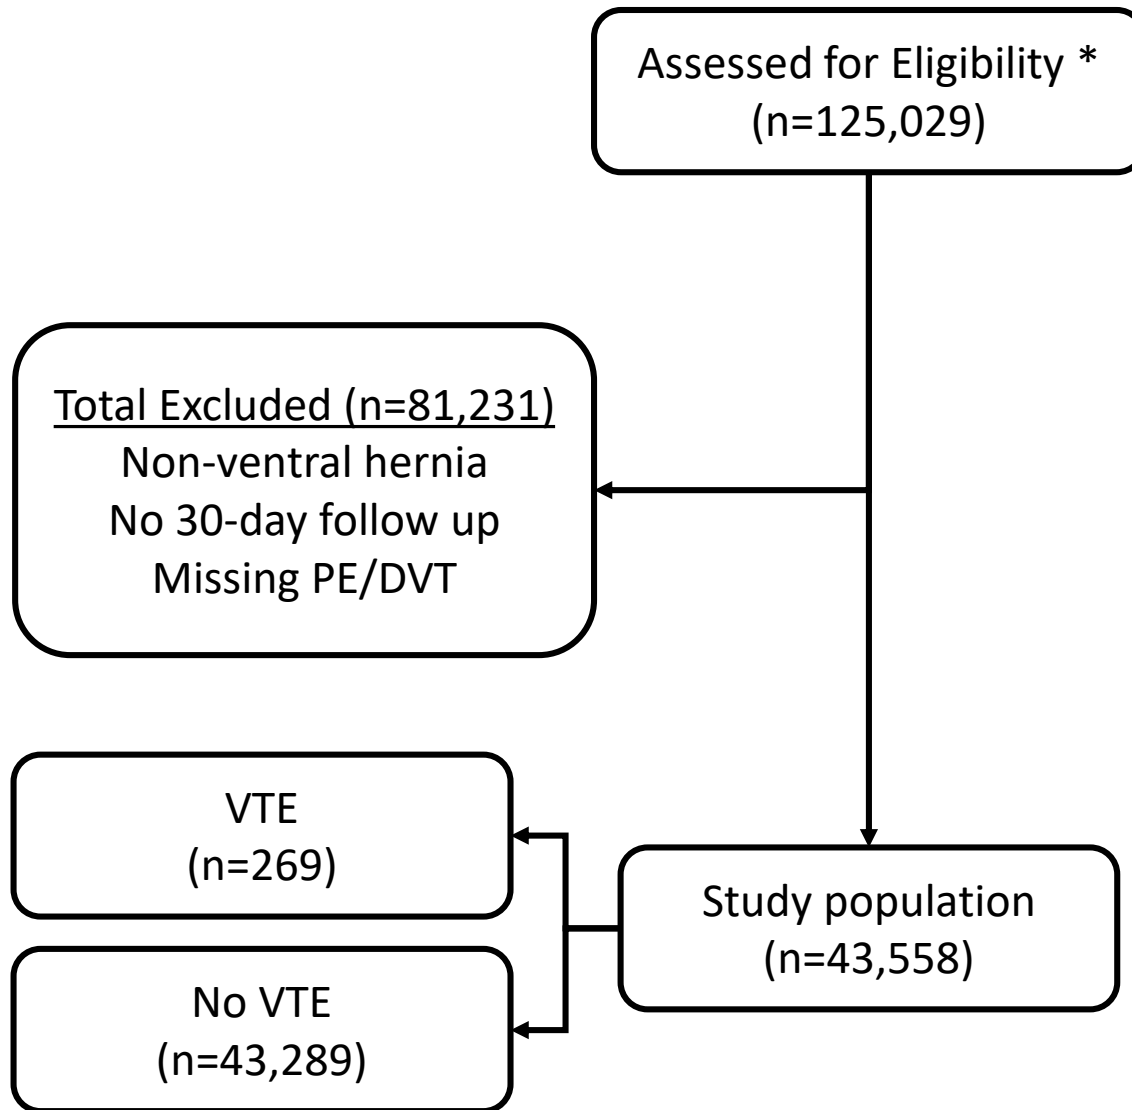 Assessed for Eligibility *
(n=125,029)
Total Excluded (n=81,231)
Non-ventral hernia
No 30-day follow up
Missing PE/DVT
VTE
(n=269)
Study population
(n=43,558)
No VTE
(n=43,289)